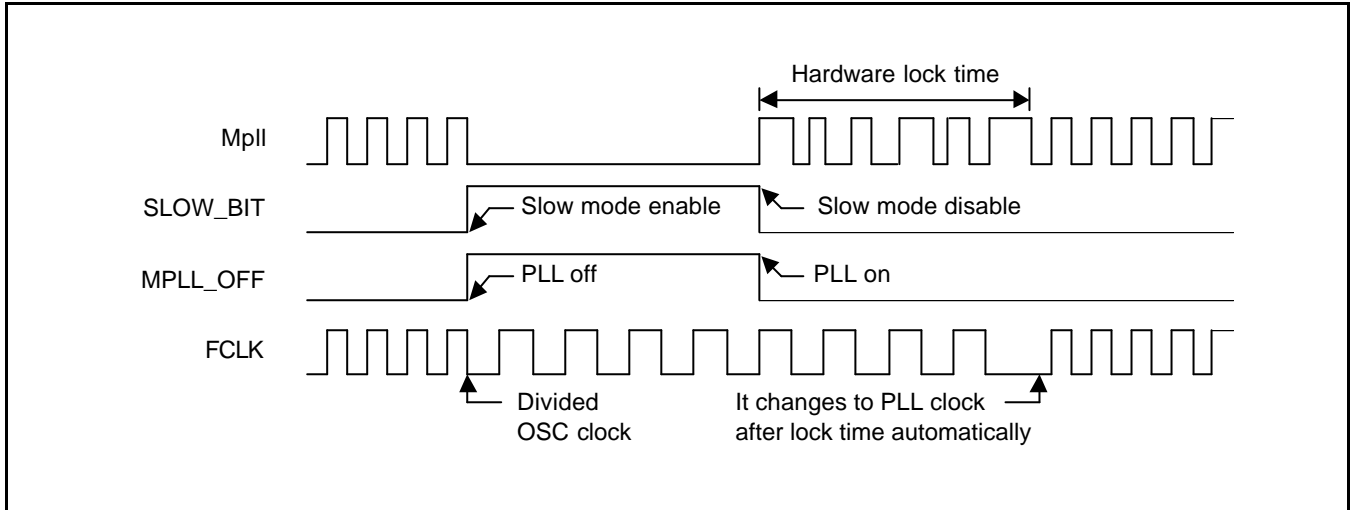 Hardware lock time
Mpll
SLOW_BIT
Slow mode enable
Slow mode disable
MPLL_OFF
PLL off
PLL on
FCLK
Divided
OSC clock
It changes to PLL clock
after lock time automatically